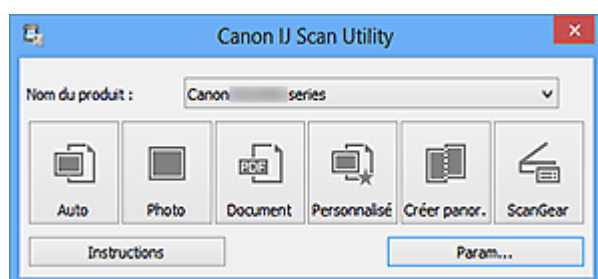 Canon IJ Scan Utility
Nom du produit : Canon series
Auto Photo Document Personnalisé Créer panor. ScanGear
Instructions Param...